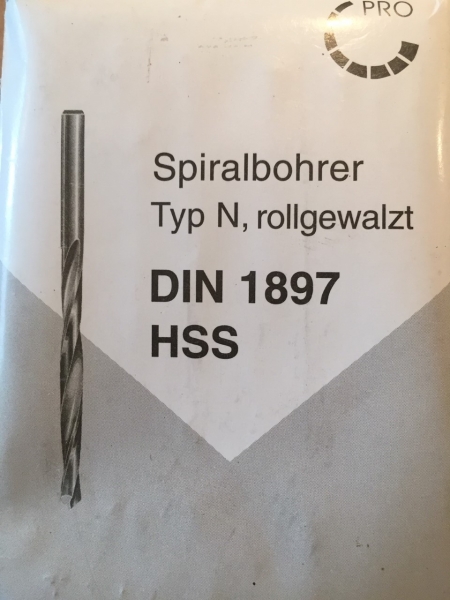 PRO
Spiralbohrer
Typ N, rollgewalzt
DIN 1897
HSS